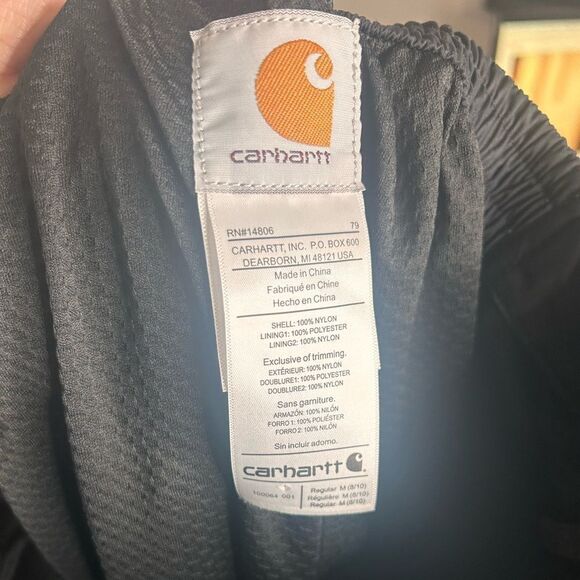 carhartt
RN#14806 79
CARHARTT, INC. P.O. BOX 600
DEARBORN, MI 48121 USA
Made in China
Fabriqué en Chine
Hecho en China
SHELL: 100% NYLON
LINING1: 100% POLYESTER
LINING2: 100% NYLON
Exclusive of trimming.
EXTÉRIEUR: 100% NYLON
DOUBLURE1: 100% POLYESTER
DOUBLURE2: 100% NYLON
Sans garniture.
ARMAZÓN: 100% NILÓN
FORRO 1: 100% POLIÉSTER
FORRO 2: 100% NILÓN
Sin incluir adorno.
carhartt
100064 001 Regular M (8/10)
Régulière M (8/10)
Regular M (8/10)